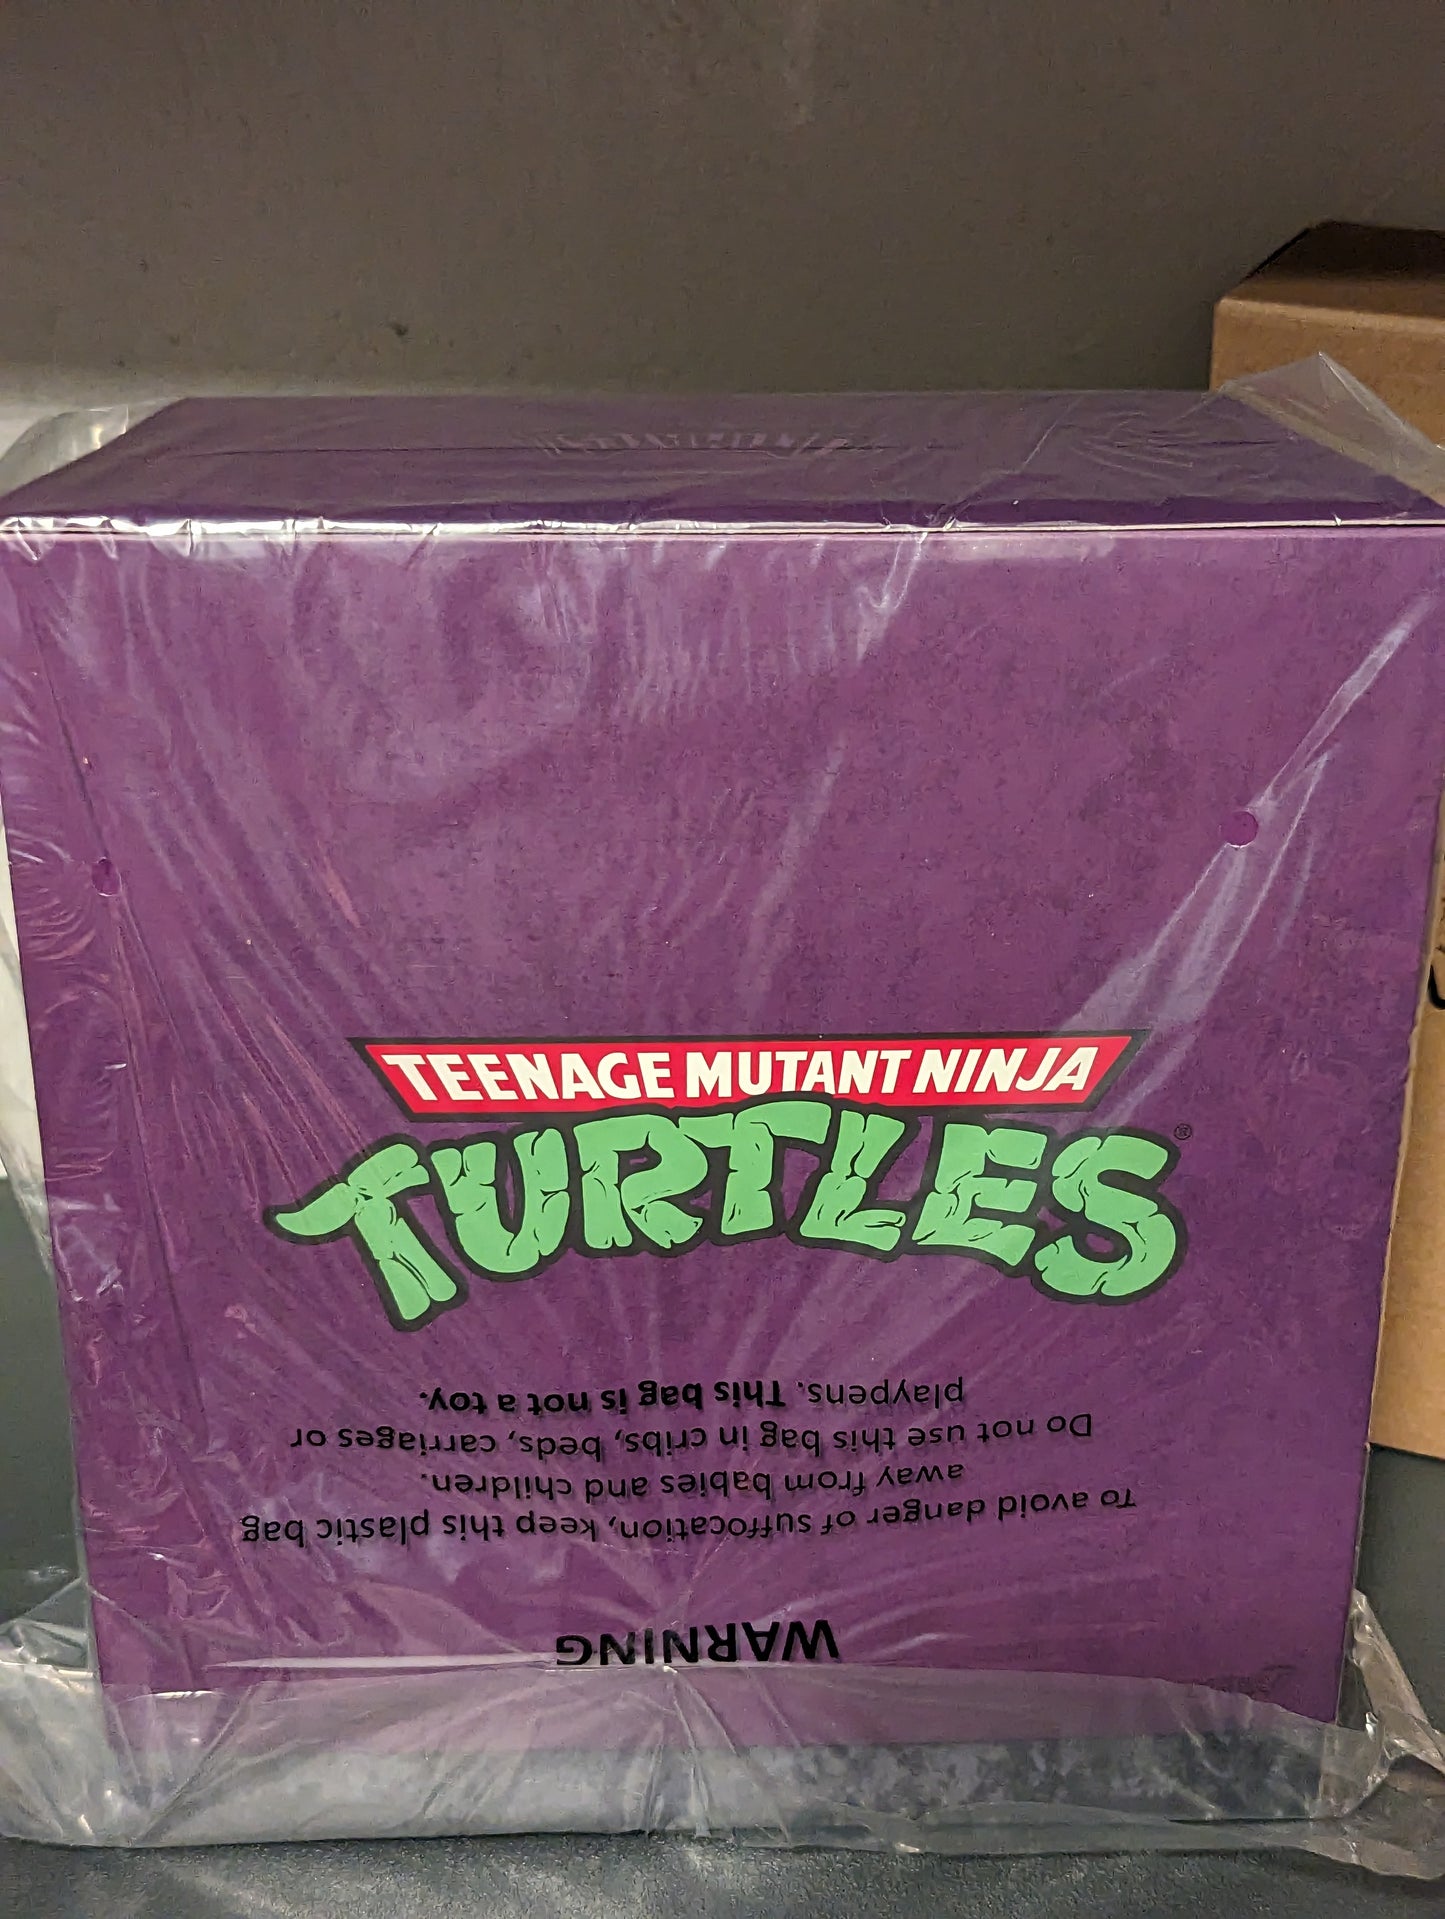 TEENAGE MUTANT NINJA
TURTLES®
WARNING
To avoid danger of suffocation, keep this plastic bag
away from babies and children.
Do not use this bag in cribs, beds, carriages or
playpens. This bag is not a toy.